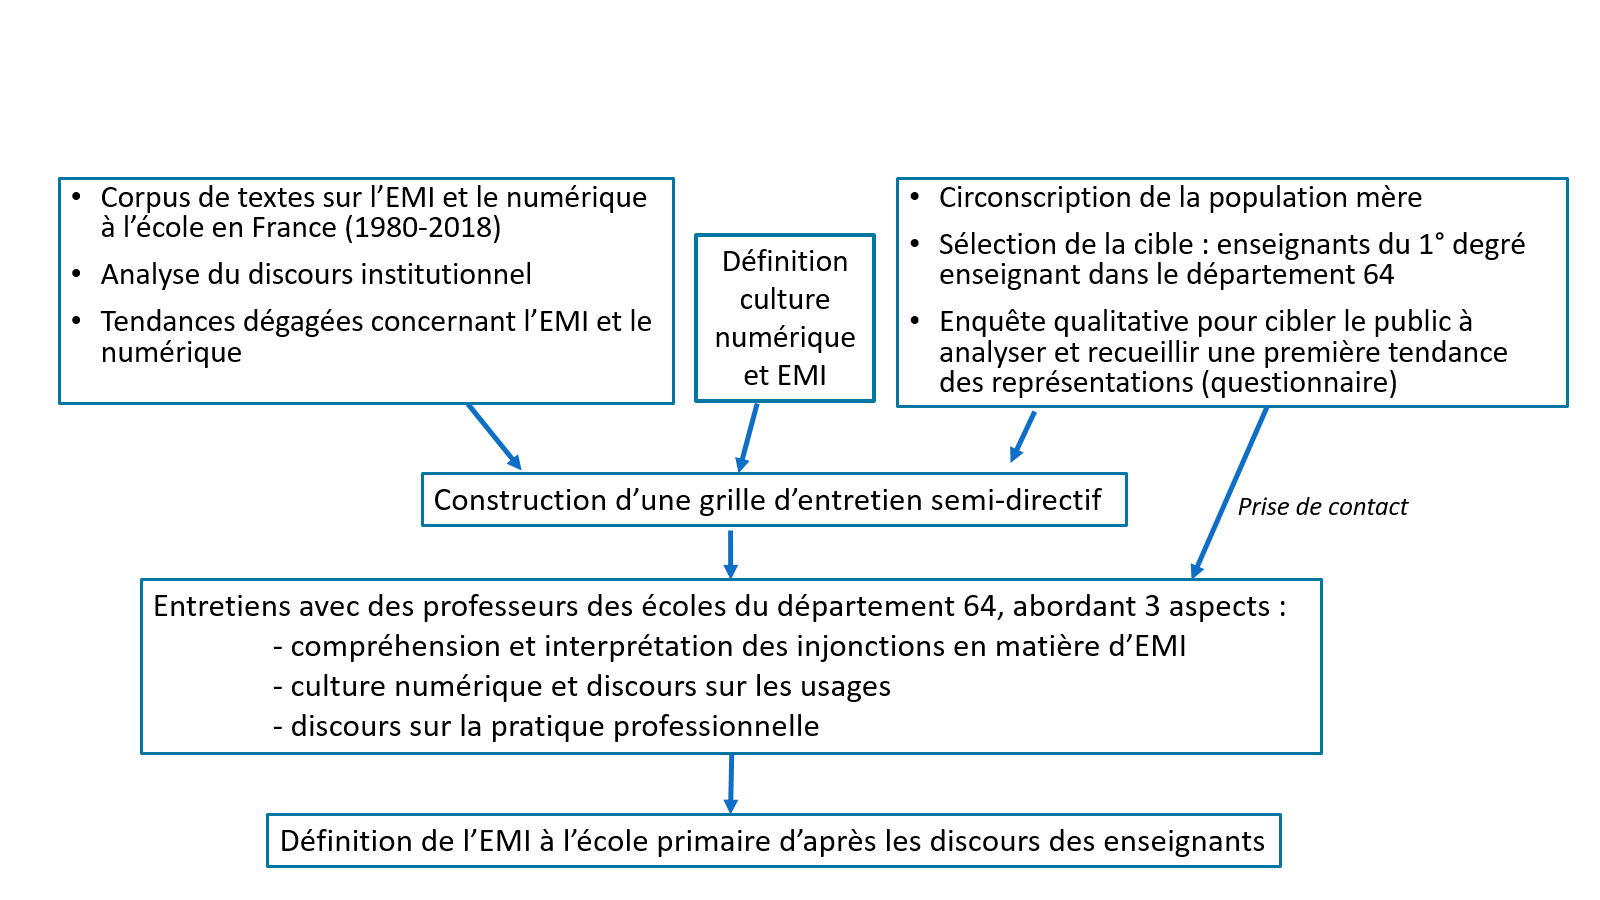 • Corpus de textes sur l’EMI et le numérique
à l’école en France (1980-2018)
• Analyse du discours institutionnel
• Tendances dégagées concernant l’EMI et le
numérique
Définition
culture
numérique
et EMI
• Circonscription de la population mère
• Sélection de la cible : enseignants du 1° degré
enseignant dans le département 64
• Enquête qualitative pour cibler le public à
analyser et recueillir une première tendance
des représentations (questionnaire)
Construction d’une grille d’entretien semi-directif
Prise de contact
Entretiens avec des professeurs des écoles du département 64, abordant 3 aspects :
- compréhension et interprétation des injonctions en matière d’EMI
- culture numérique et discours sur les usages
- discours sur la pratique professionnelle
Définition de l’EMI à l’école primaire d’après les discours des enseignants